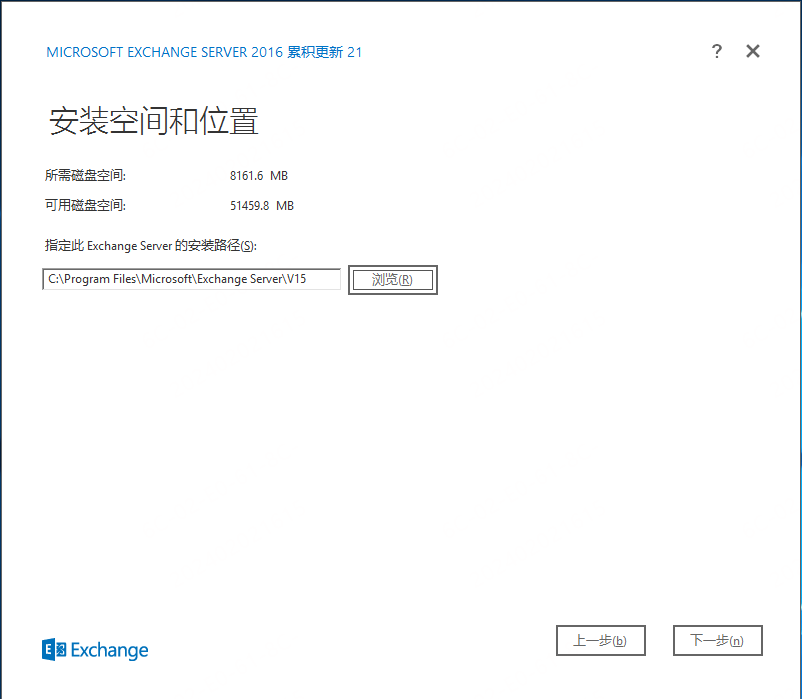 MICROSOFT EXCHANGE SERVER 2016 累积更新 21
?
安装空间和位置
所需磁盘空间: 8161.6 MB
可用磁盘空间: 51459.8 MB
指定此 Exchange Server 的安装路径(S):
C:\Program Files\Microsoft\Exchange Server\V15 浏览(R)
Exchange 上一步(b) 下一步(n)